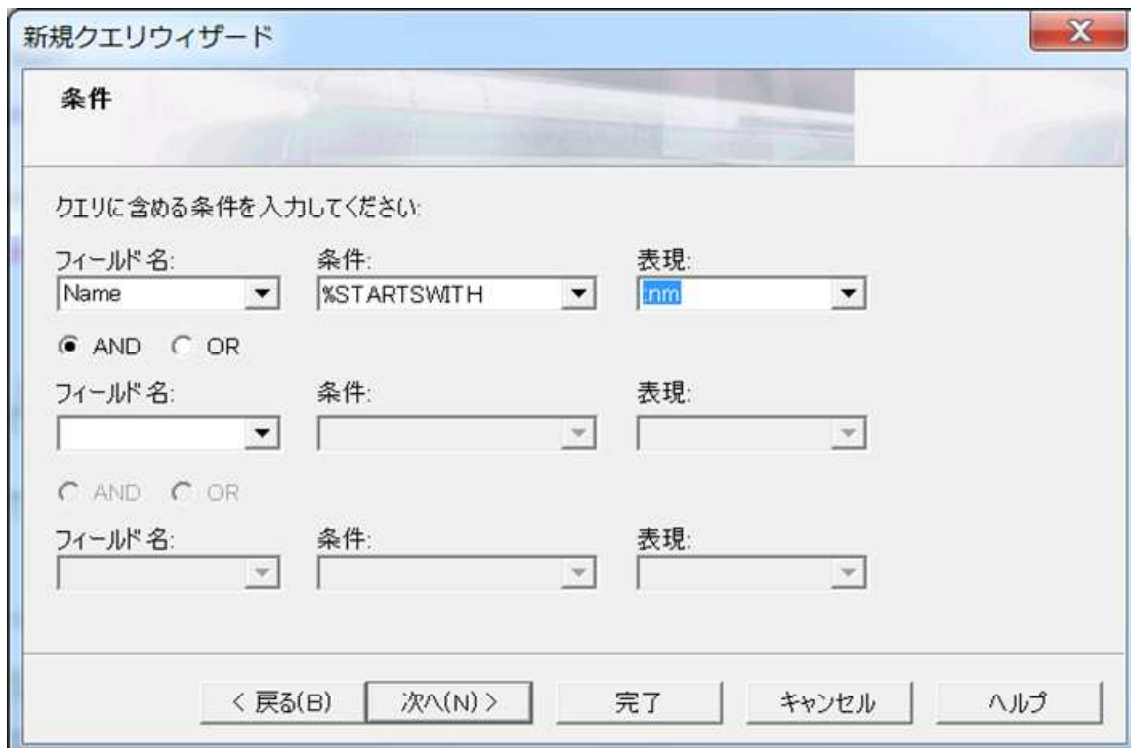 新規クエリウィザード
条件
クエリに含める条件を入力してください:
フィールド名: 条件: 表現:
Name %STARTSWITH :nm
AND OR
フィールド名: 条件: 表現:
AND OR
フィールド名: 条件: 表現:
< 戻る(B) 次へ(N) > 完了 キャンセル ヘルプ